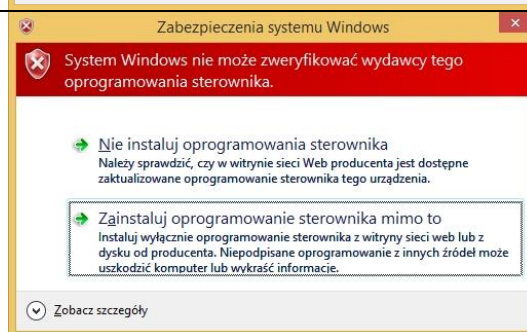 Zabezpieczenia systemu Windows
System Windows nie może zweryfikować wydawcy tego
oprogramowania sterownika.
Nie instaluj oprogramowania sterownika
Należy sprawdzić, czy w witrynie sieci Web producenta jest dostępne
zaktualizowane oprogramowanie sterownika tego urządzenia.
Zainstaluj oprogramowanie sterownika mimo to
Instaluj wyłącznie oprogramowanie sterownika z witryny sieci web lub z
dysku od producenta. Niepodpisane oprogramowanie z innych źródeł może
uszkodzić komputer lub wykraść informacje.
Zobacz szczegóły